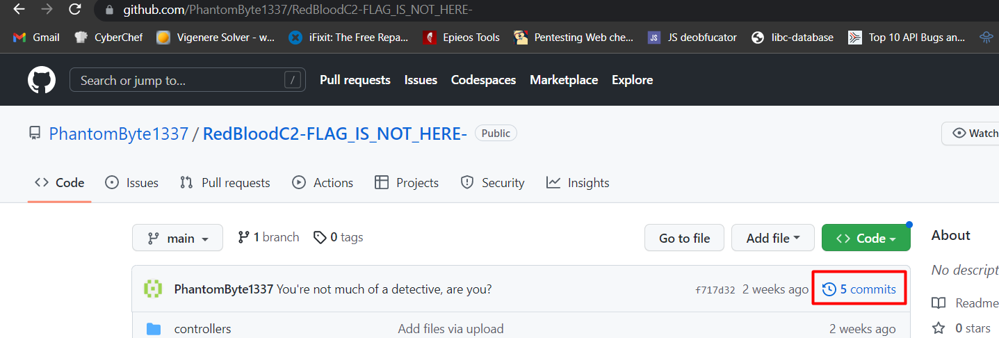 github.com/PhantomByte1337/RedBloodC2-FLAG_IS_NOT_HERE-
Gmail CyberChef Vigenere Solver - w... iFixit: The Free Repa... Epieos Tools Pentesting Web che... JS JS deobfucator libc-database Top 10 API Bugs an...
Search or jump to... / Pull requests Issues Codespaces Marketplace Explore
PhantomByte1337 / RedBloodC2-FLAG_IS_NOT_HERE- Public Watch
<> Code Issues Pull requests Actions Projects Security Insights
main 1 branch 0 tags Go to file Add file <> Code About
No descript
PhantomByte1337 You're not much of a detective, are you? f717d32 2 weeks ago 5 commits
Readme
controllers Add files via upload 2 weeks ago
0 stars